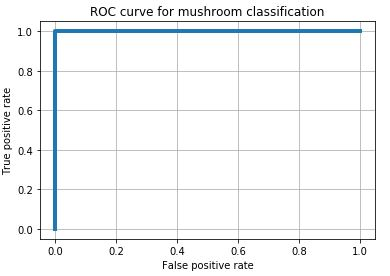 ROC curve for mushroom classification
1.0
0.8
0.6
0.4
0.2
0.0
True positive rate
0.0 0.2 0.4 0.6 0.8 1.0
False positive rate